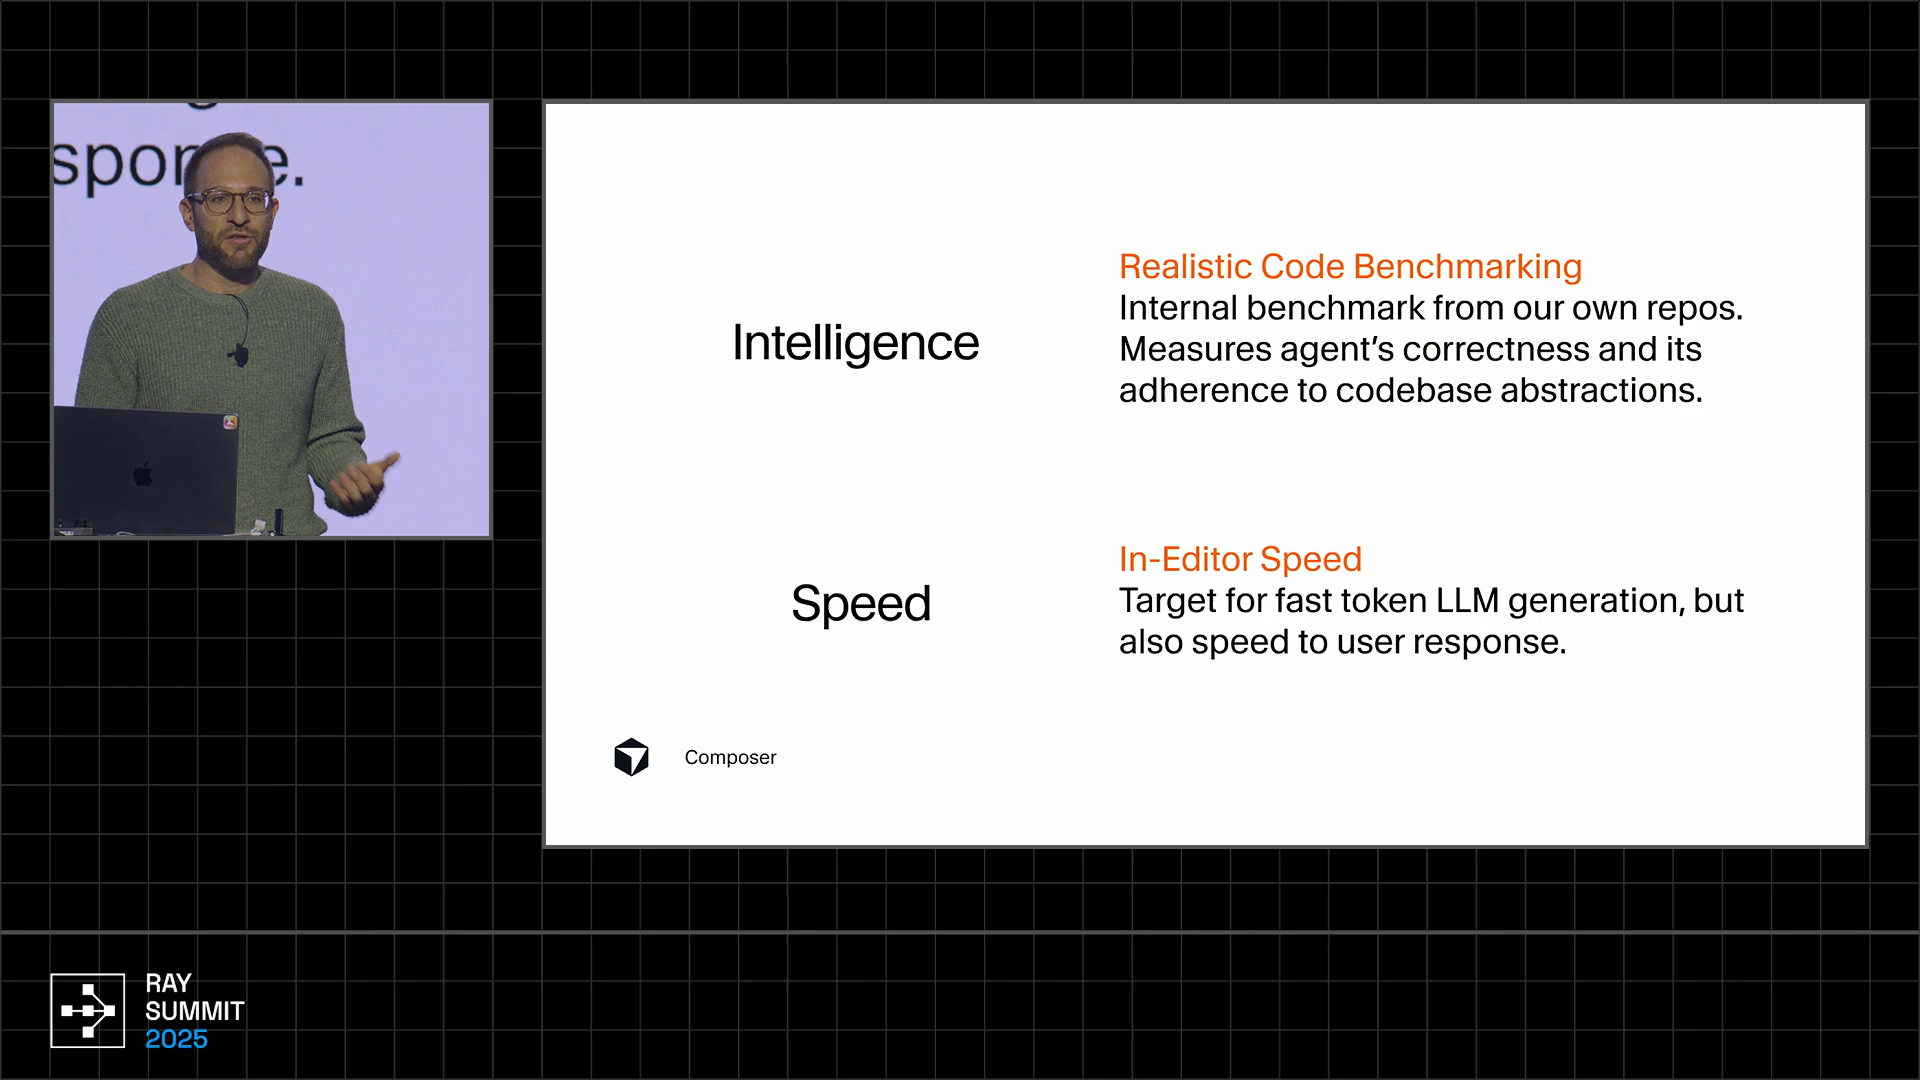 sponse.
Intelligence
Realistic Code Benchmarking
Internal benchmark from our own repos.
Measures agent’s correctness and its
adherence to codebase abstractions.
Speed
In-Editor Speed
Target for fast token LLM generation, but
also speed to user response.
Composer
RAY
SUMMIT
2025